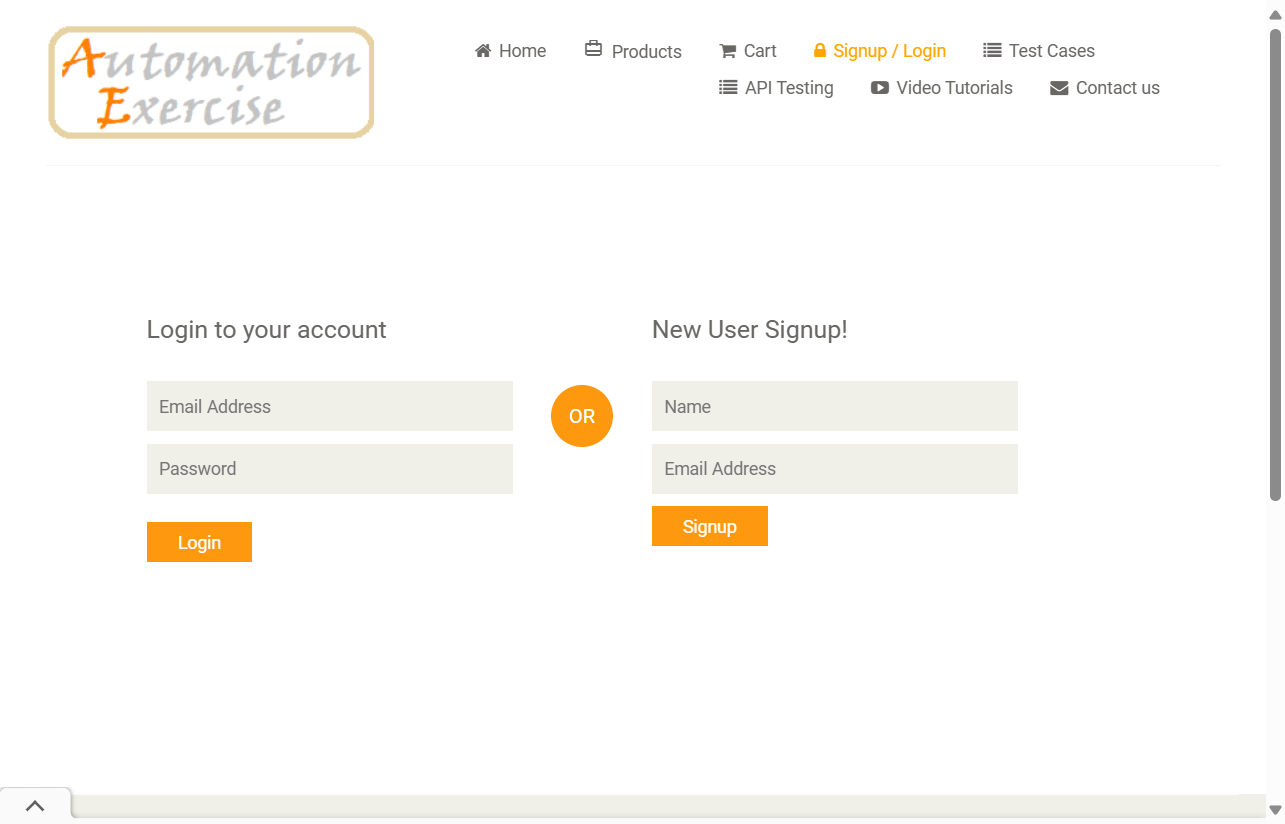 Automation
Exercise
Home Products Cart Signup / Login Test Cases
API Testing Video Tutorials Contact us
Login to your account
Email Address
Password
Login
OR
New User Signup!
Name
Email Address
Signup